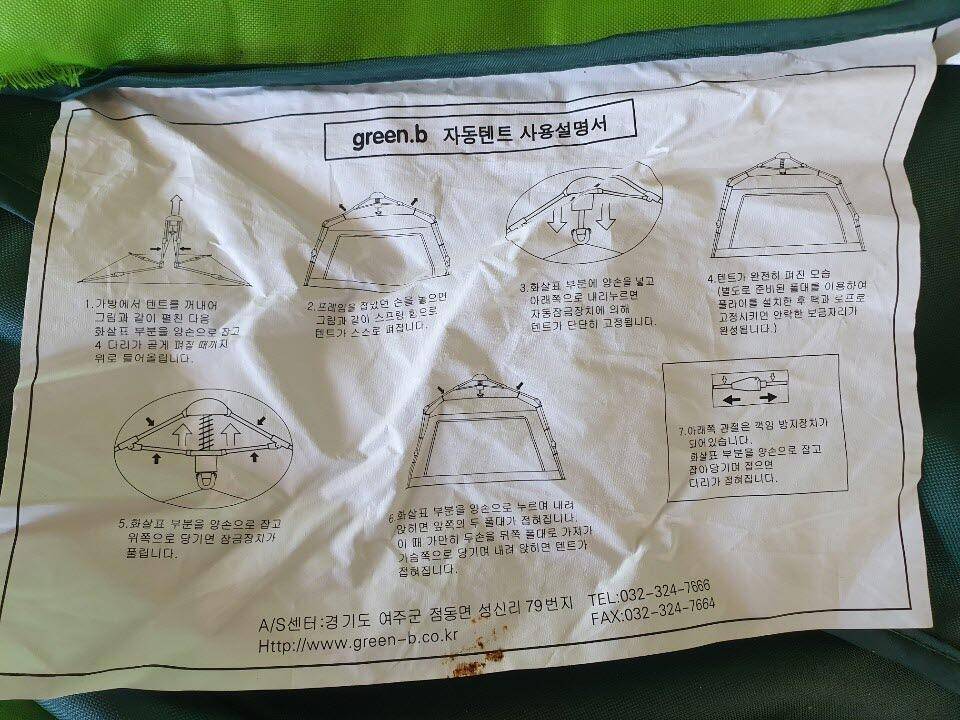 green.b 자동텐트 사용설명서
1.가방에서 텐트를 꺼내어
그림과 같이 펼친 다음
화살표 부분을 양손으로 잡고
4 다리가 곧게 펴질 때까지
위로 들어올립니다.
2.프레임을 잡았던 손을 놓으면
그림과 같이 스프링 힘으로
텐트가 스스로 펴집니다.
3.화살표 부분에 양손을 넣고
아래쪽으로 내리누르면
자동잠금장치에 의해
텐트가 단단히 고정됩니다.
4.텐트가 완전히 펴진 모습
(별도로 준비된 폴대를 이용하여
플라이를 설치한 후 팩과 로프로
고정시키면 안락한 보금자리가
완성됩니다.)
5.화살표 부분을 양손으로 잡고
위쪽으로 당기면 잠금장치가
풀립니다.
6.화살표 부분을 양손으로 누르며 내려
앉히면 앞쪽의 두 폴대가 접혀집니다.
이 때 가만히 두손을 뒤쪽 폴대로 가져가
가슴쪽으로 당기며 내려 앉히면 텐트가
접혀집니다.
7.아래쪽 관절은 꺽임 방지장치가
되어있습니다.
화살표 부분을 양손으로 잡고
잡아당기며 접으면
다리가 접혀집니다.
A/S센터:경기도 여주군 점동면 성신리 79번지 TEL:032-324-7666
Http://www.green-b.co.kr FAX:032-324-7664